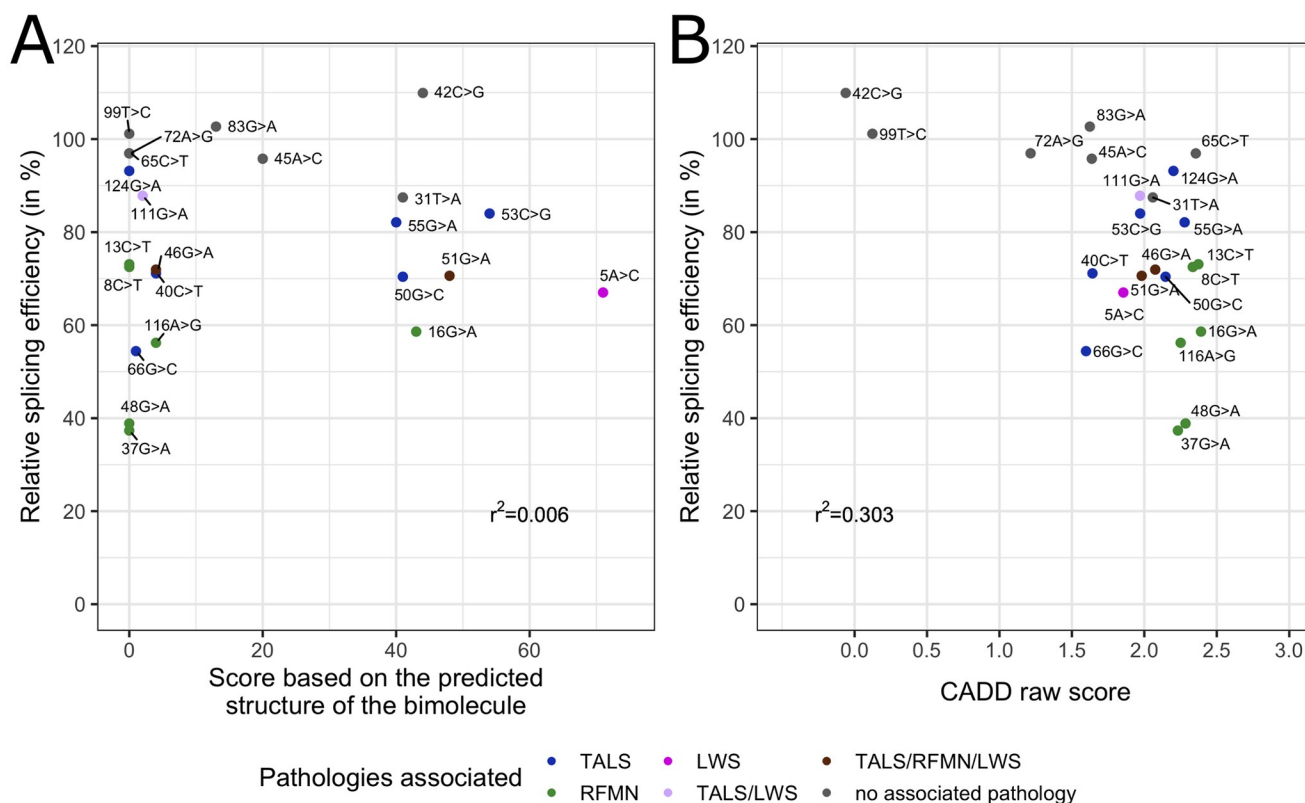 A
B
120
100
80
60
40
20
0
Relative splicing efficiency (in %)
99T>C
72A>G
65C>T
124G>A
111G>A
13C>T
8C>T
46G>A
40C>T
116A>G
66G>C
48G>A
37G>A
83G>A
45A>C
42C>G
31T>A
55G>A
53C>G
50G>C
51G>A
16G>A
5A>C
r²=0.006
0
20
40
60
Score based on the predicted
structure of the bimolecule
120
100
80
60
40
20
0
Relative splicing efficiency (in %)
42C>G
99T>C
83G>A
72A>G
45A>C
65C>T
111G>A
124G>A
31T>A
53C>G
55G>A
40C>T
46G>A
13C>T
8C>T
51G>A
50G>C
5A>C
16G>A
66G>C
116A>G
48G>A
37G>A
r²=0.303
0.0
0.5
1.0
1.5
2.0
2.5
3.0
CADD raw score
Pathologies associated
TALS
LWS
TALS/RFMN/LWS
RFMN
TALS/LWS
no associated pathology